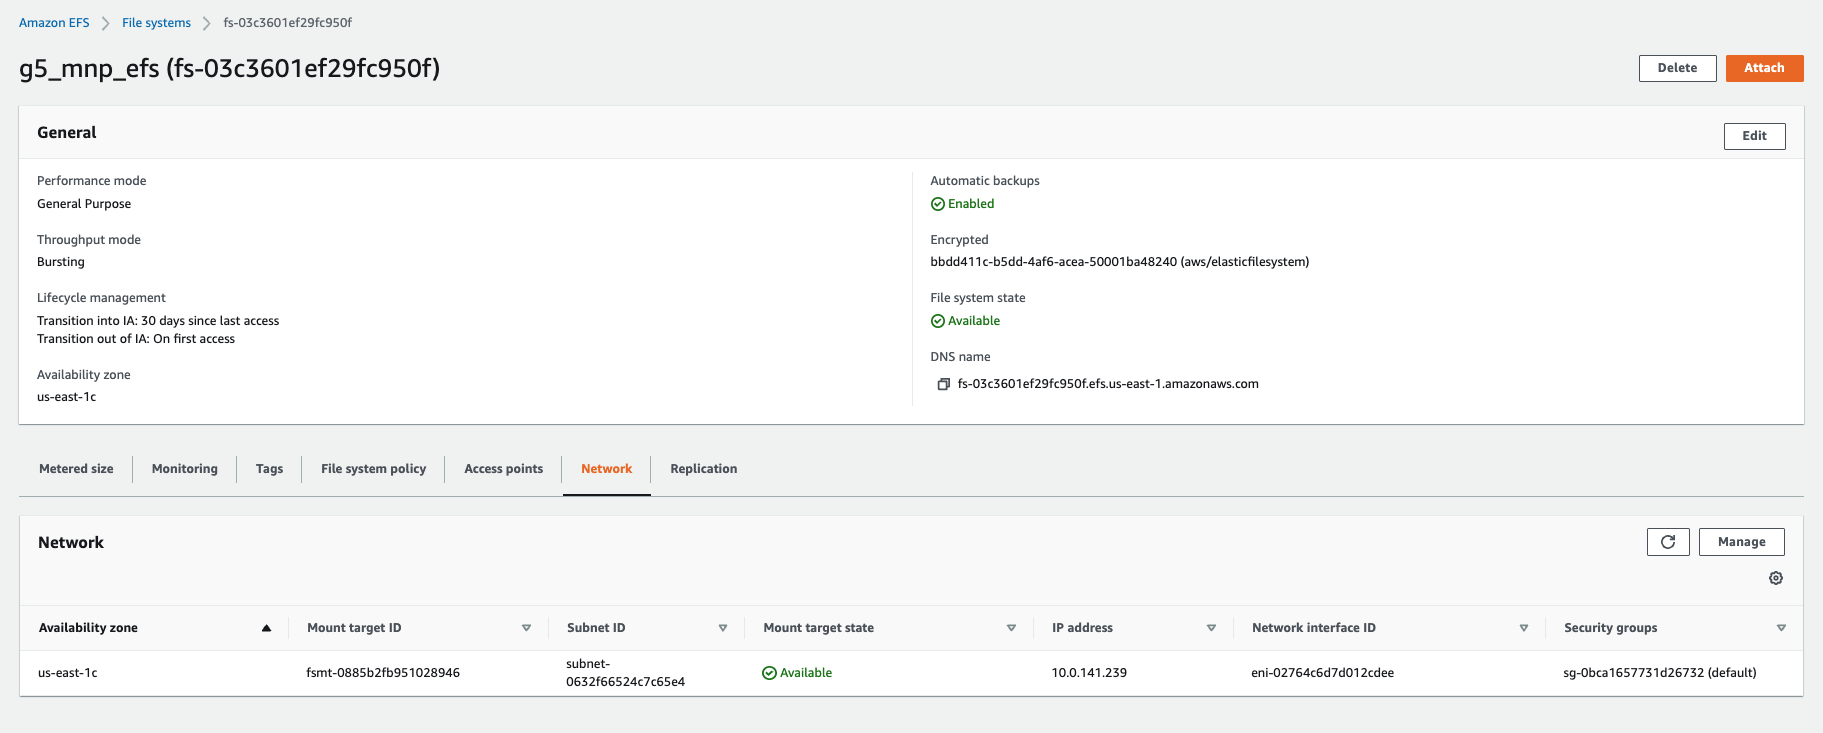 Amazon EFS > File systems > fs-03c3601ef29fc950f
g5_mnp_efs (fs-03c3601ef29fc950f)
Delete Attach
General
Edit
Performance mode
General Purpose
Throughput mode
Bursting
Lifecycle management
Transition into IA: 30 days since last access
Transition out of IA: On first access
Availability zone
us-east-1c
Automatic backups
Enabled
Encrypted
bbdd411c-b5dd-4af6-acea-50001ba48240 (aws/elasticfilesystem)
File system state
Available
DNS name
fs-03c3601ef29fc950f.efs.us-east-1.amazonaws.com
Metered size Monitoring Tags File system policy Access points Network Replication
Network
Manage
Availability zone Mount target ID Subnet ID Mount target state IP address Network interface ID Security groups
us-east-1c fsmt-0885b2fb951028946 subnet-
0632f66524c7c65e4 Available 10.0.141.239 eni-02764c6d7d012cdee sg-0bca1657731d26732 (default)